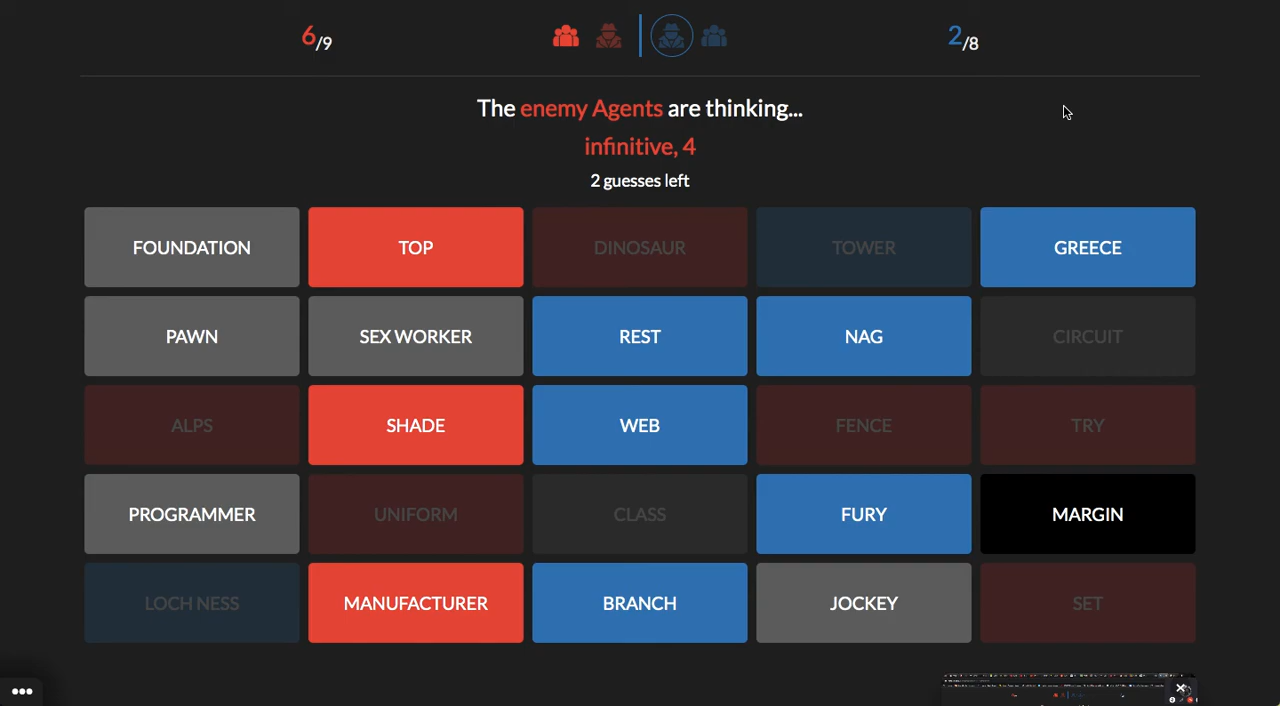 6/9 2/8
The enemy Agents are thinking...
infinitive, 4
2 guesses left
FOUNDATION TOP DINOSAUR TOWER GREECE
PAWN SEX WORKER REST NAG CIRCUIT
ALPS SHADE WEB FENCE TRY
PROGRAMMER UNIFORM CLASS FURY MARGIN
LOCH NESS MANUFACTURER BRANCH JOCKEY SET